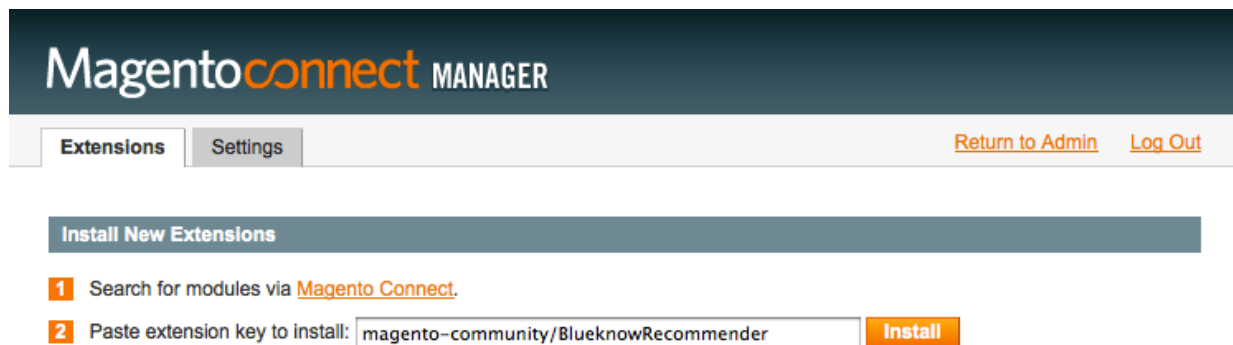 Magentoconnect MANAGER
Extensions Settings Return to Admin Log Out
Install New Extensions
1 Search for modules via Magento Connect.
2 Paste extension key to install: magento-community/BlueknowRecommender Install